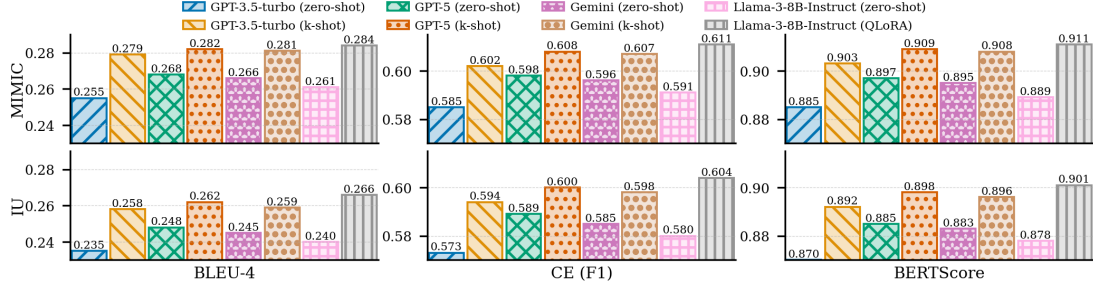 GPT-3.5-turbo (zero-shot) GPT-5 (zero-shot) Gemini (zero-shot) Llama-3-8B-Instruct (zero-shot)
GPT-3.5-turbo (k-shot) GPT-5 (k-shot) Gemini (k-shot) Llama-3-8B-Instruct (QLoRA)
MIMIC
0.28
0.26
0.24
0.255 0.279 0.268 0.282 0.266 0.281 0.261 0.284
0.60
0.58
0.585 0.602 0.598 0.608 0.596 0.607 0.591 0.611
0.90
0.88
0.885 0.903 0.897 0.909 0.895 0.908 0.889 0.911
IU
0.28
0.26
0.24
0.235 0.258 0.248 0.262 0.245 0.259 0.240 0.266
BLEU-4
0.60
0.58
0.573 0.594 0.589 0.600 0.585 0.598 0.580 0.604
CE (F1)
0.90
0.88
0.870 0.892 0.885 0.898 0.883 0.896 0.878 0.901
BERTScore